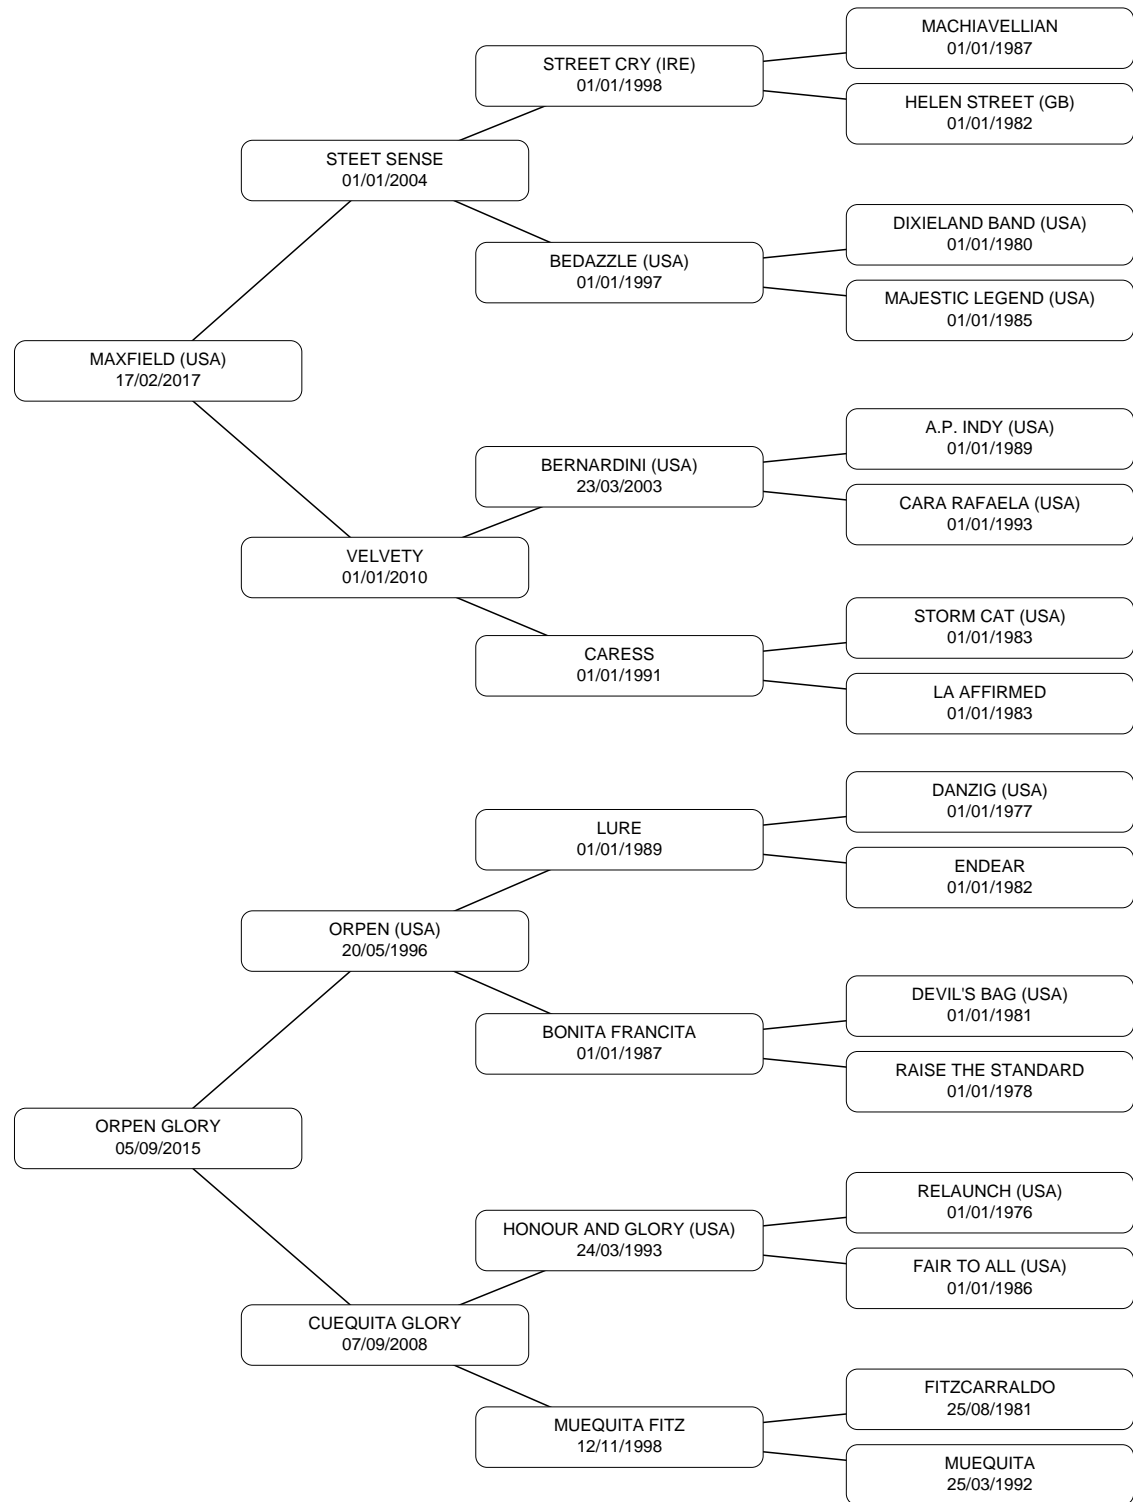 MACHIAVELLIAN
01/01/1987
STREET CRY (IRE)
01/01/1998
HELEN STREET (GB)
01/01/1982
STEET SENSE
01/01/2004
DIXIELAND BAND (USA)
01/01/1980
BEDAZZLE (USA)
01/01/1997
MAJESTIC LEGEND (USA)
01/01/1985
MAXFIELD (USA)
17/02/2017
A.P. INDY (USA)
01/01/1989
BERNARDINI (USA)
23/03/2003
CARA RAFAELA (USA)
01/01/1993
VELVETY
01/01/2010
STORM CAT (USA)
01/01/1983
CARESS
01/01/1991
LA AFFIRMED
01/01/1983
DANZIG (USA)
01/01/1977
LURE
01/01/1989
ENDEAR
01/01/1982
ORPEN (USA)
20/05/1996
DEVIL'S BAG (USA)
01/01/1981
BONITA FRANCITA
01/01/1987
RAISE THE STANDARD
01/01/1978
ORPEN GLORY
05/09/2015
RELAUNCH (USA)
01/01/1976
HONOUR AND GLORY (USA)
24/03/1993
FAIR TO ALL (USA)
01/01/1986
CUEQUITA GLORY
07/09/2008
FITZCARRALDO
25/08/1981
MUEQUITA FITZ
12/11/1998
MUEQUITA
25/03/1992